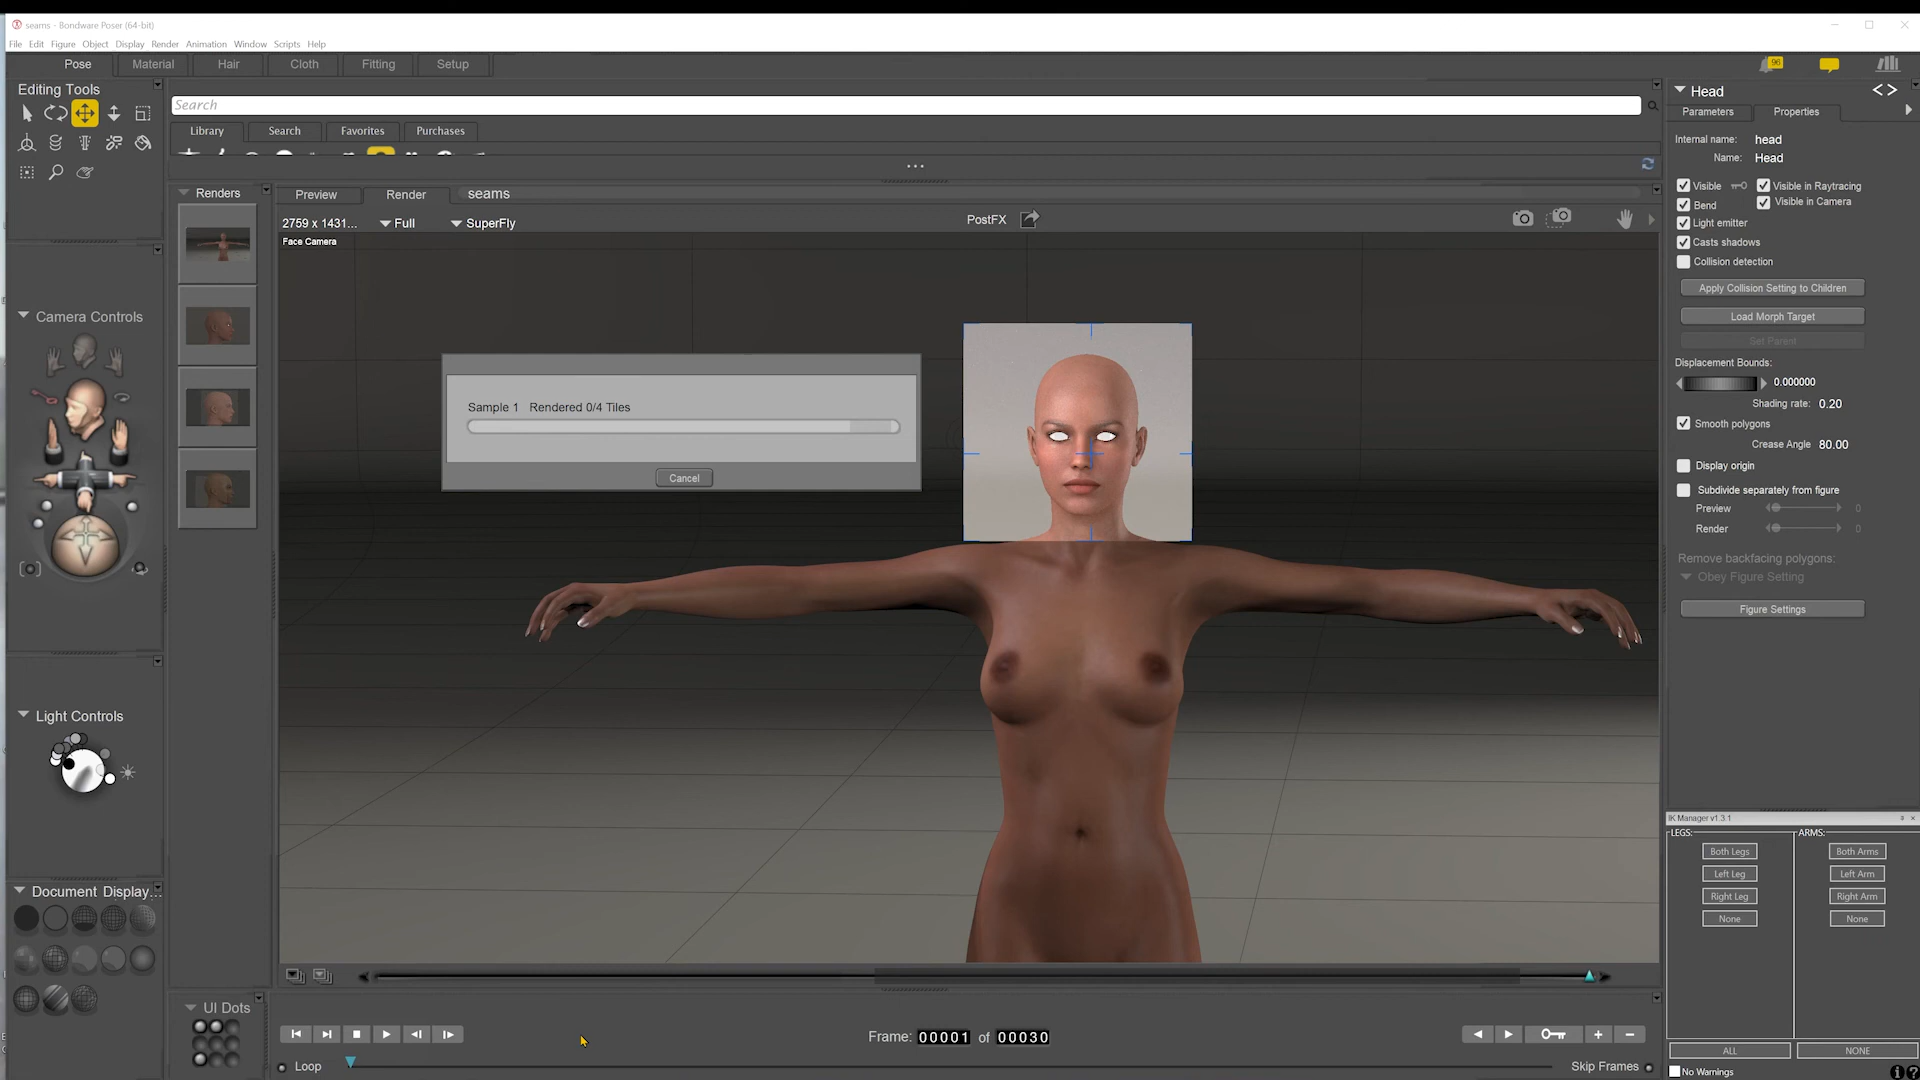 seams - Bondware Poser (64-bit)
File Edit Figure Object Display Render Animation Window Scripts Help
Pose Material Hair Cloth Fitting Setup
96
Editing Tools
Search
Library Search Favorites Purchases
Renders
Preview Render seams
2759 x 1431... Full SuperFly PostFX
Face Camera
Camera Controls
Sample 1 Rendered 0/4 Tiles
Cancel
Light Controls
Document Display...
UI Dots
Frame: 00001 of 00030
Loop
Skip Frames
Head
Parameters Properties
Internal name: head
Name: Head
Visible Visible in Raytracing
Bend Visible in Camera
Light emitter
Casts shadows
Collision detection
Apply Collision Setting to Children
Load Morph Target
Set Parent
Displacement Bounds:
0.000000
Shading rate: 0.20
Smooth polygons
Crease Angle 80.00
Display origin
Subdivide separately from figure
Preview 0
Render 0
Remove backfacing polygons:
Obey Figure Setting
Figure Settings
IK Manager v1.3.1
LEGS: ARMS:
Both Legs Both Arms
Left Leg Left Arm
Right Leg Right Arm
None None
ALL NONE
No Warnings